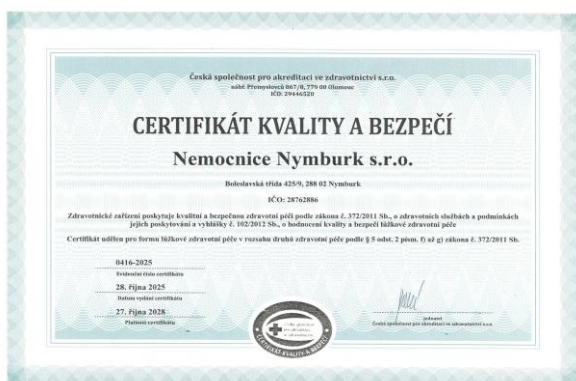 Česká společnost pro akreditaci ve zdravotnictví s.r.o.
nábř. Přemyslovců 867/8, 779 00 Olomouc
IČO: 29446520
CERTIFIKÁT KVALITY A BEZPEČÍ
Nemocnice Nymburk s.r.o.
Boleslavská třída 425/9, 288 02 Nymburk
IČO: 28762886
Zdravotnické zařízení poskytuje kvalitní a bezpečnou zdravotní péči podle zákona č. 372/2011 Sb., o zdravotních službách a podmínkách
jejich poskytování a vyhlášky č. 102/2012 Sb., o hodnocení kvality a bezpečí lůžkové zdravotní péče
Certifikát udělen pro formu lůžkové zdravotní péče v rozsahu druhů zdravotní péče podle § 5 odst. 2 písm. f) až g) zákona č. 372/2011 Sb.
0416-2025
Evidenční číslo certifikátu
28. října 2025
Datum vydání certifikátu
27. října 2028
Platnost certifikátu
jednatel
Česká společnost pro akreditaci ve zdravotnictví s.r.o.
CERTIFIKÁT KVALITY A BEZPEČÍ